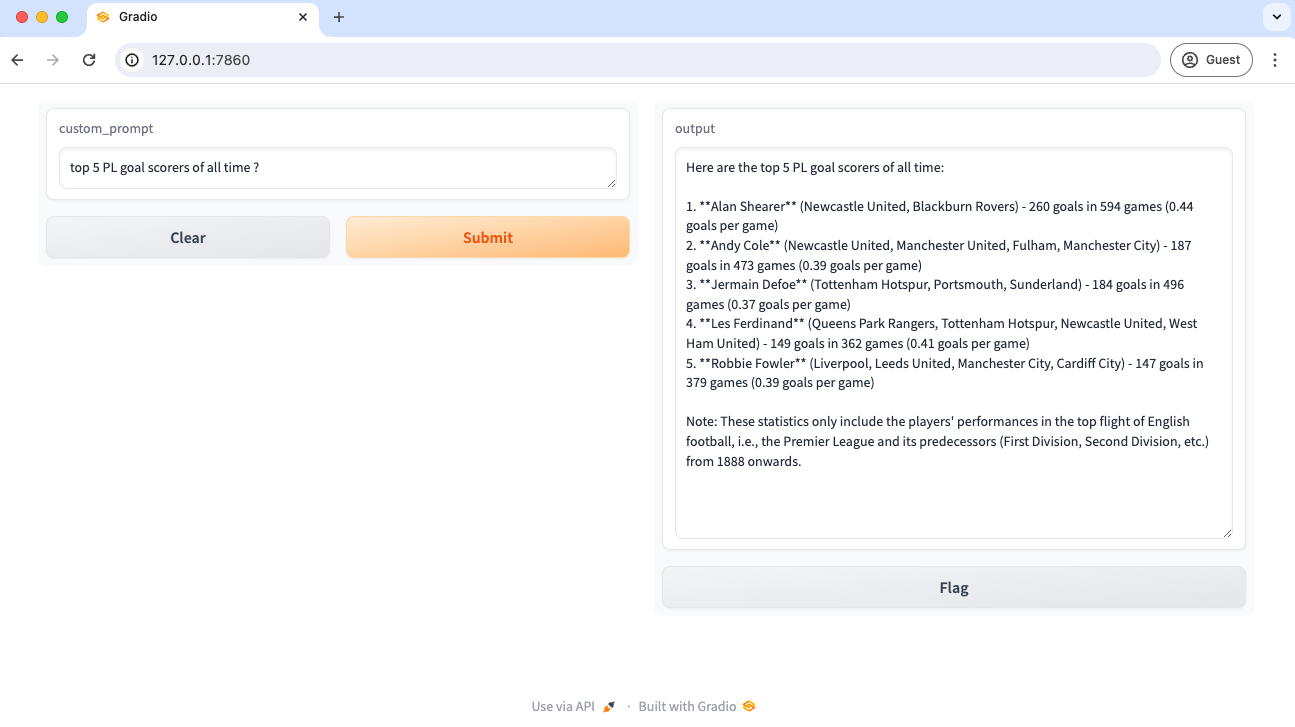 Gradio
127.0.0.1:7860
Guest
custom_prompt
top 5 PL goal scorers of all time ?
Clear
Submit
output
Here are the top 5 PL goal scorers of all time:
1. **Alan Shearer** (Newcastle United, Blackburn Rovers) - 260 goals in 594 games (0.44
goals per game)
2. **Andy Cole** (Newcastle United, Manchester United, Fulham, Manchester City) - 187
goals in 473 games (0.39 goals per game)
3. **Jermain Defoe** (Tottenham Hotspur, Portsmouth, Sunderland) - 184 goals in 496
games (0.37 goals per game)
4. **Les Ferdinand** (Queens Park Rangers, Tottenham Hotspur, Newcastle United, West
Ham United) - 149 goals in 362 games (0.41 goals per game)
5. **Robbie Fowler** (Liverpool, Leeds United, Manchester City, Cardiff City) - 147 goals in
379 games (0.39 goals per game)
Note: These statistics only include the players' performances in the top flight of English
football, i.e., the Premier League and its predecessors (First Division, Second Division, etc.)
from 1888 onwards.
Flag
Use via API · Built with Gradio